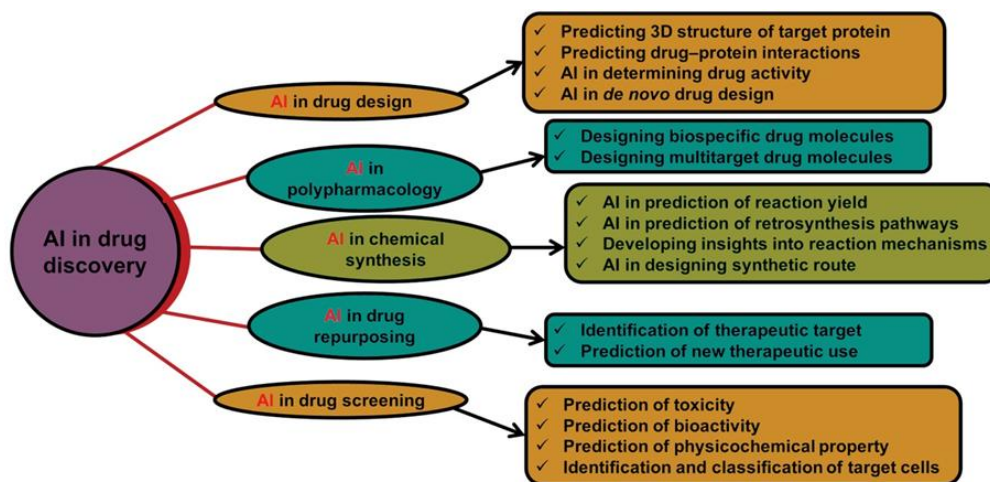 AI in drug
discovery
AI in drug design
✓ Predicting 3D structure of target protein
✓ Predicting drug–protein interactions
✓ AI in determining drug activity
✓ AI in de novo drug design
AI in
polypharmacology
✓ Designing biospecific drug molecules
✓ Designing multitarget drug molecules
AI in chemical
synthesis
✓ AI in prediction of reaction yield
✓ AI in prediction of retrosynthesis pathways
✓ Developing insights into reaction mechanisms
✓ AI in designing synthetic route
AI in drug
repurposing
✓ Identification of therapeutic target
✓ Prediction of new therapeutic use
AI in drug screening
✓ Prediction of toxicity
✓ Prediction of bioactivity
✓ Prediction of physicochemical property
✓ Identification and classification of target cells